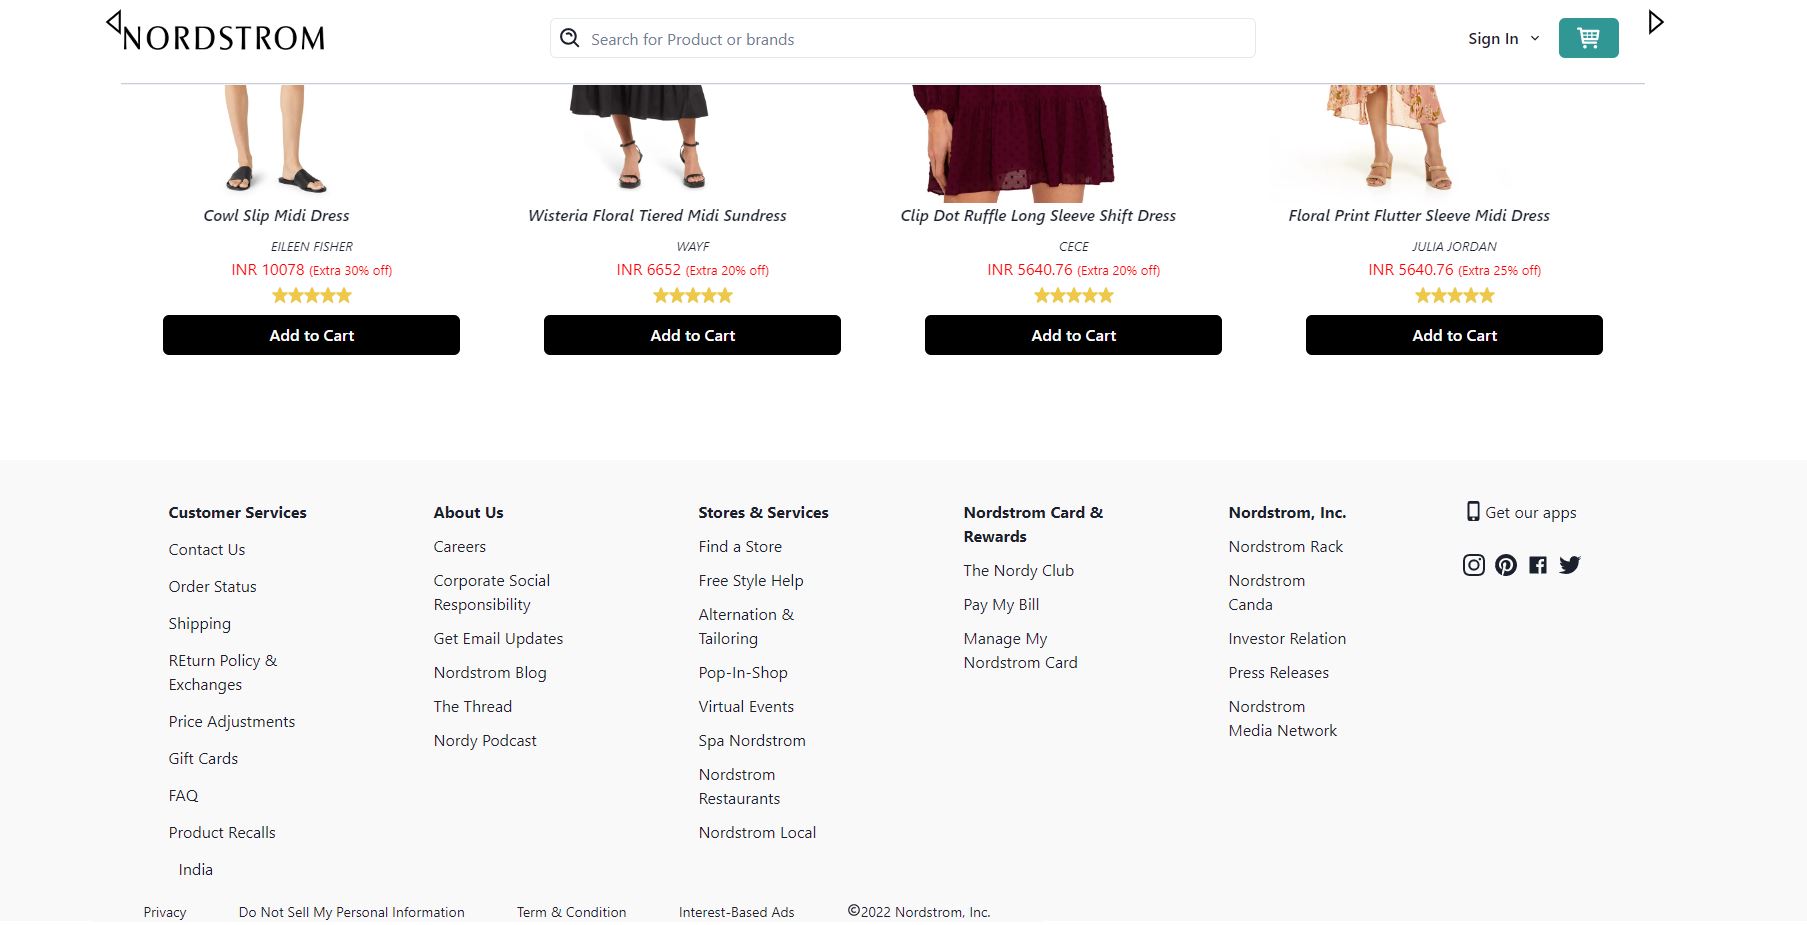 NORDSTROM
Search for Product or brands
Sign In
Cowl Slip Midi Dress
EILEEN FISHER
INR 10078 (Extra 30% off)
Add to Cart
Wisteria Floral Tiered Midi Sundress
WAYF
INR 6652 (Extra 20% off)
Add to Cart
Clip Dot Ruffle Long Sleeve Shift Dress
CECE
INR 5640.76 (Extra 20% off)
Add to Cart
Floral Print Flutter Sleeve Midi Dress
JULIA JORDAN
INR 5640.76 (Extra 25% off)
Add to Cart
Customer Services
Contact Us
Order Status
Shipping
REturn Policy &
Exchanges
Price Adjustments
Gift Cards
FAQ
Product Recalls
India
About Us
Careers
Corporate Social
Responsibility
Get Email Updates
Nordstrom Blog
The Thread
Nordy Podcast
Stores & Services
Find a Store
Free Style Help
Alternation &
Tailoring
Pop-In-Shop
Virtual Events
Spa Nordstrom
Nordstrom
Restaurants
Nordstrom Local
Nordstrom Card &
Rewards
The Nordy Club
Pay My Bill
Manage My
Nordstrom Card
Nordstrom, Inc.
Nordstrom Rack
Nordstrom
Canda
Investor Relation
Press Releases
Nordstrom
Media Network
Get our apps
Privacy
Do Not Sell My Personal Information
Term & Condition
Interest-Based Ads
©2022 Nordstrom, Inc.